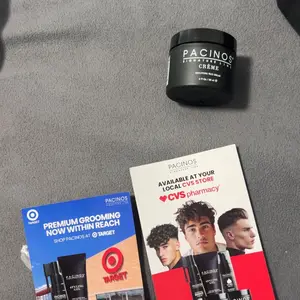 PACINOS
SIGNATURE LINE
CRÈME
PACINOS
PREMIUM GROOMING
NOW WITHIN REACH
SHOP PACINOS AT TARGET
TARGET
PACINOS
AVAILABLE AT YOUR
LOCAL CVS STORE
CVS pharmacy